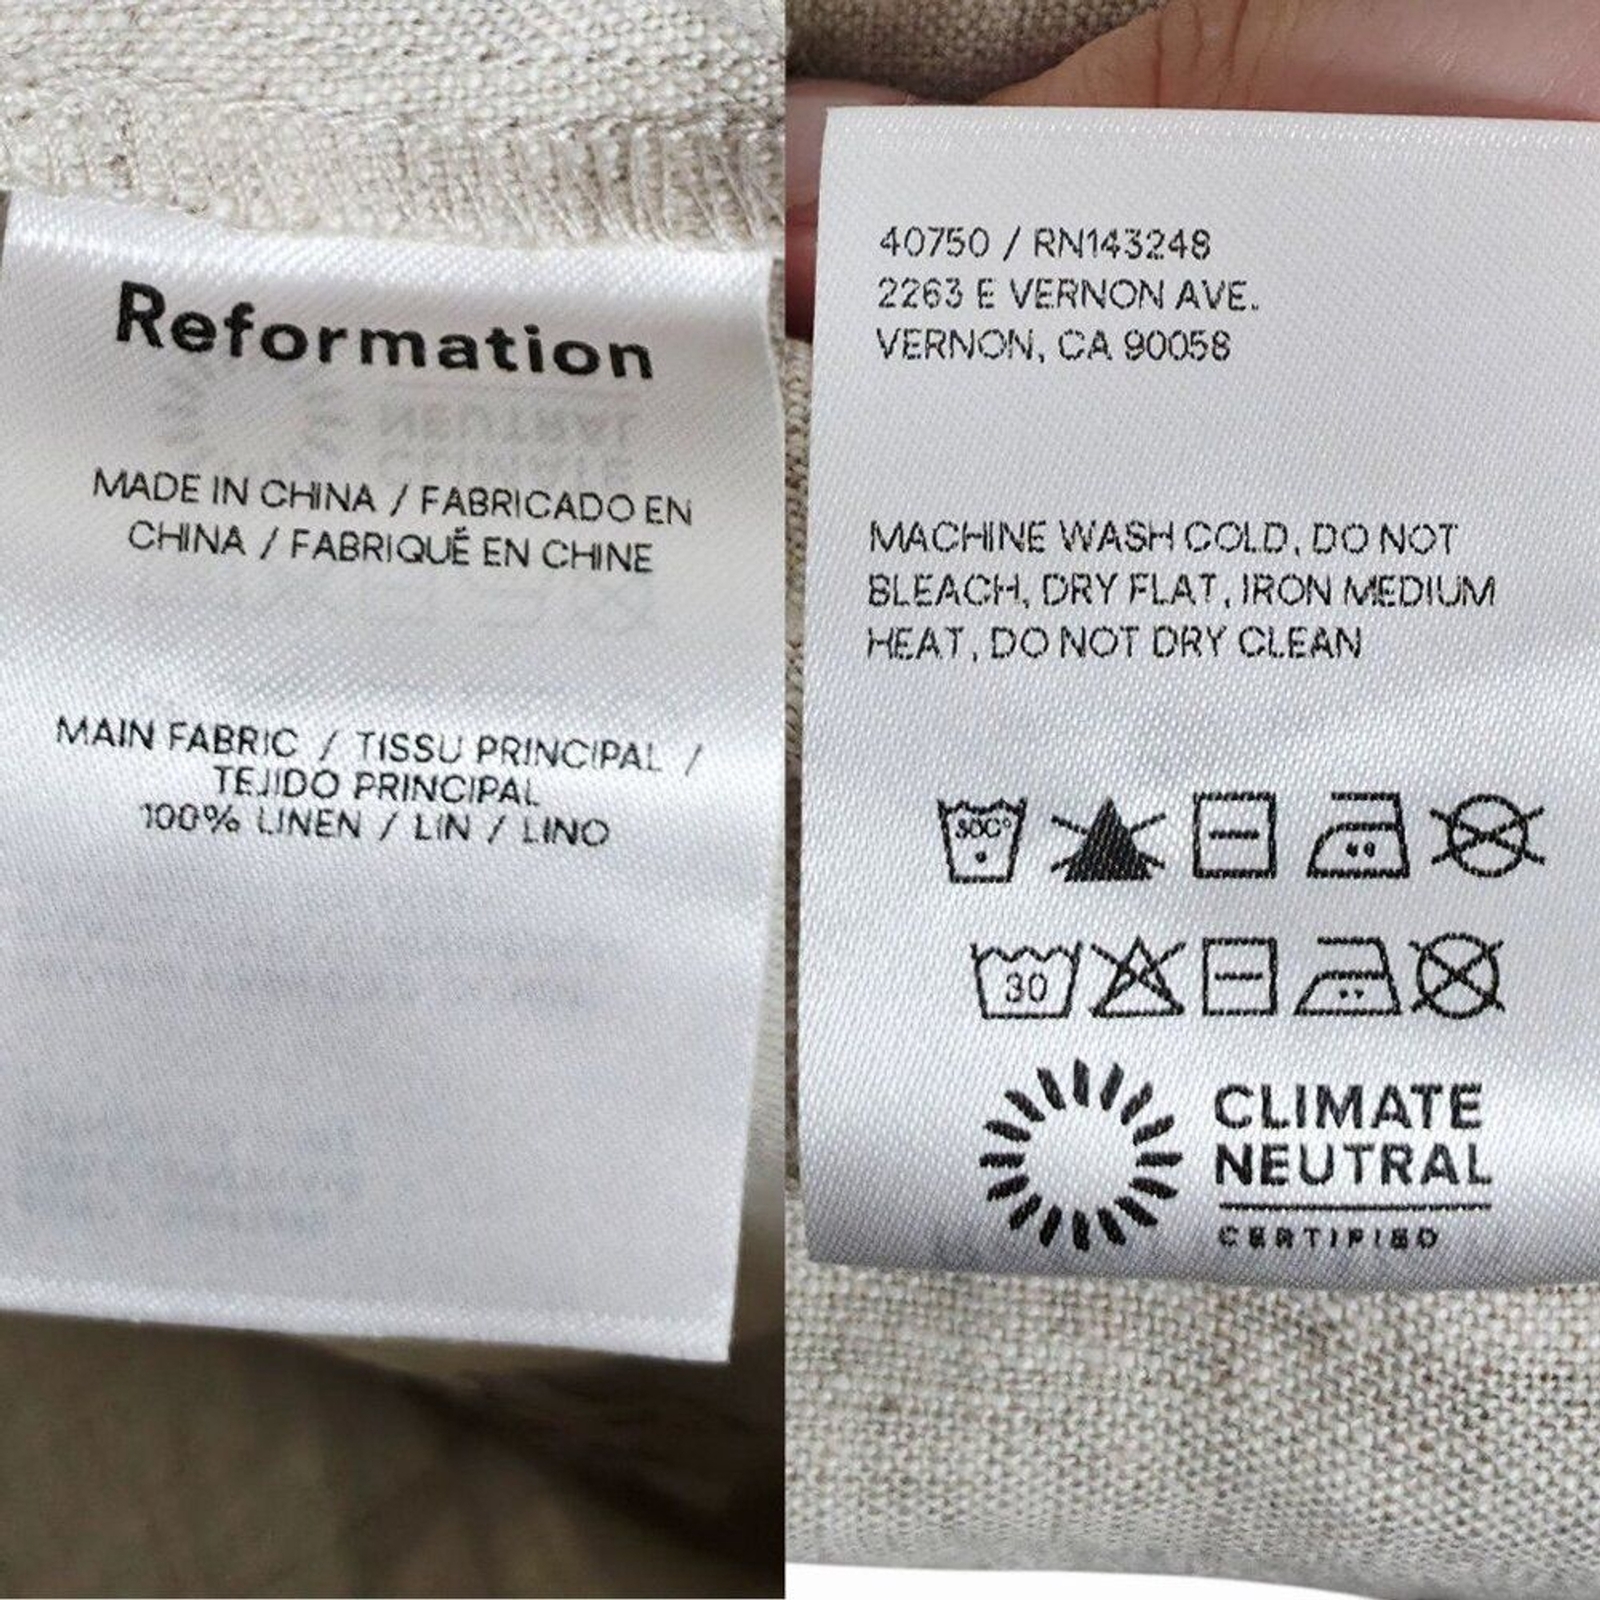 Reformation
MADE IN CHINA / FABRICADO EN
CHINA / FABRIQUÉ EN CHINE
MAIN FABRIC / TISSU PRINCIPAL /
TEJIDO PRINCIPAL
100% LINEN / LIN / LINO
40750 / RN143248
2263 E VERNON AVE.
VERNON, CA 90058
MACHINE WASH COLD, DO NOT
BLEACH, DRY FLAT, IRON MEDIUM
HEAT, DO NOT DRY CLEAN
30C°
30
CLIMATE
NEUTRAL
CERTIFIED